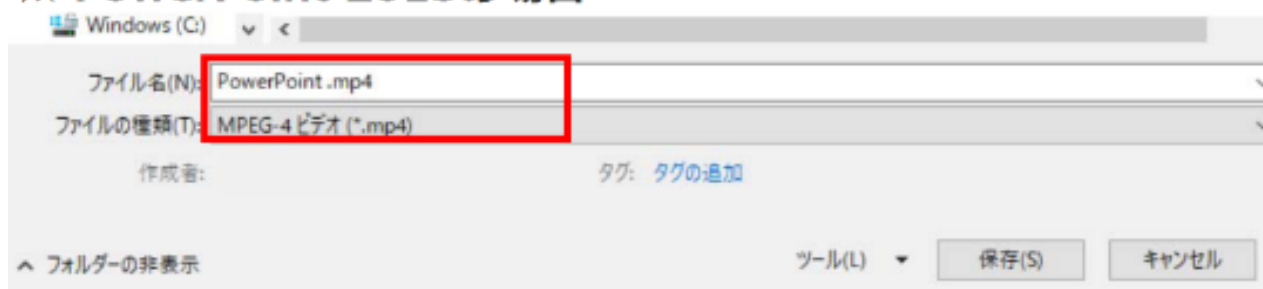 Windows (C:)
ファイル名(N): PowerPoint .mp4
ファイルの種類(T): MPEG-4 ビデオ (*.mp4)
作成者: タグ: タグの追加
フォルダーの非表示 ツール(L) 保存(S) キャンセル